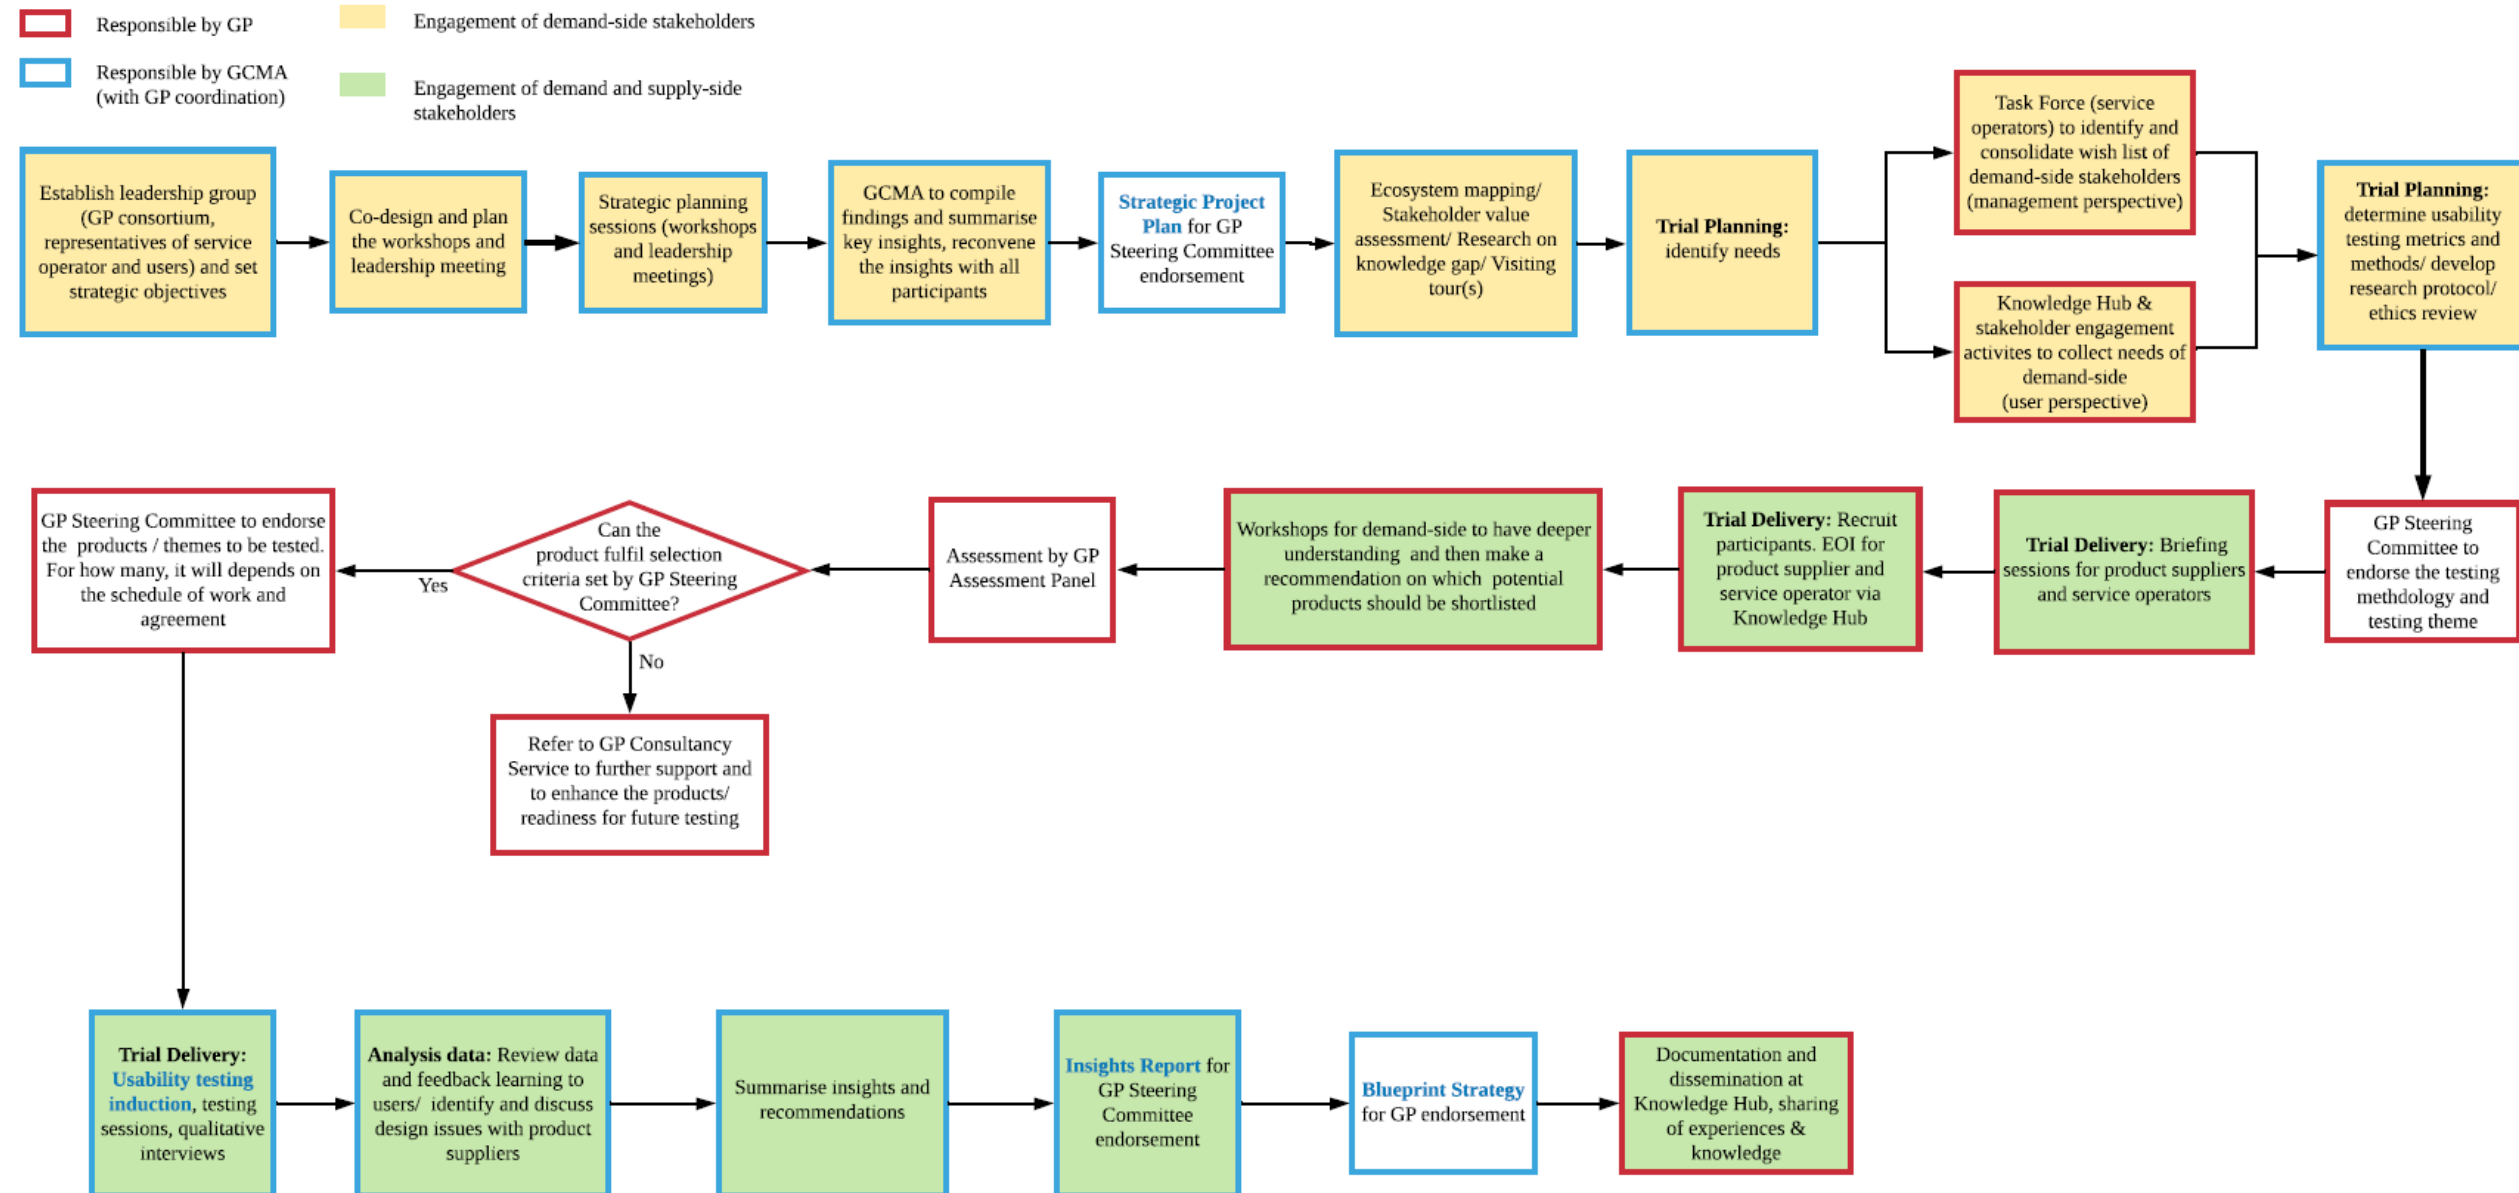 Responsible by GP
Engagement of demand-side stakeholders
Responsible by GCMA
(with GP coordination)
Engagement of demand and supply-side
stakeholders
Establish leadership group
(GP consortium,
representatives of service
operator and users) and set
strategic objectives
Co-design and plan
the workshops and
leadership meeting
Strategic planning
sessions (workshops
and leadership
meetings)
GCMA to compile
findings and summarise
key insights, reconvene
the insights with all
participants
Strategic Project
Plan for GP
Steering Committee
endorsement
Ecosystem mapping/
Stakeholder value
assessment/ Research on
knowledge gap/ Visiting
tour(s)
Trial Planning:
identify needs
Task Force (service
operators) to identify and
consolidate wish list of
demand-side stakeholders
(management perspective)
Knowledge Hub &
stakeholder engagement
activites to collect needs of
demand-side
(user perspective)
Trial Planning:
determine usability
testing metrics and
methods/ develop
research protocol/
ethics review
GP Steering
Committee to
endorse the testing
methdology and
testing theme
Trial Delivery: Briefing
sessions for product suppliers
and service operators
Trial Delivery: Recruit
participants. EOI for
product supplier and
service operator via
Knowledge Hub
Workshops for demand-side to have deeper
understanding and then make a
recommendation on which potential
products should be shortlisted
Assessment by GP
Assessment Panel
Can the
product fulfil selection
criteria set by GP Steering
Committee?
Yes
No
GP Steering Committee to endorse
the products / themes to be tested.
For how many, it will depends on
the schedule of work and
agreement
Refer to GP Consultancy
Service to further support and
to enhance the products/
readiness for future testing
Trial Delivery:
Usability testing
induction, testing
sessions, qualitative
interviews
Analysis data: Review data
and feedback learning to
users/ identify and discuss
design issues with product
suppliers
Summarise insights and
recommendations
Insights Report for
GP Steering
Committee
endorsement
Blueprint Strategy
for GP endorsement
Documentation and
dissemination at
Knowledge Hub, sharing
of experiences &
knowledge